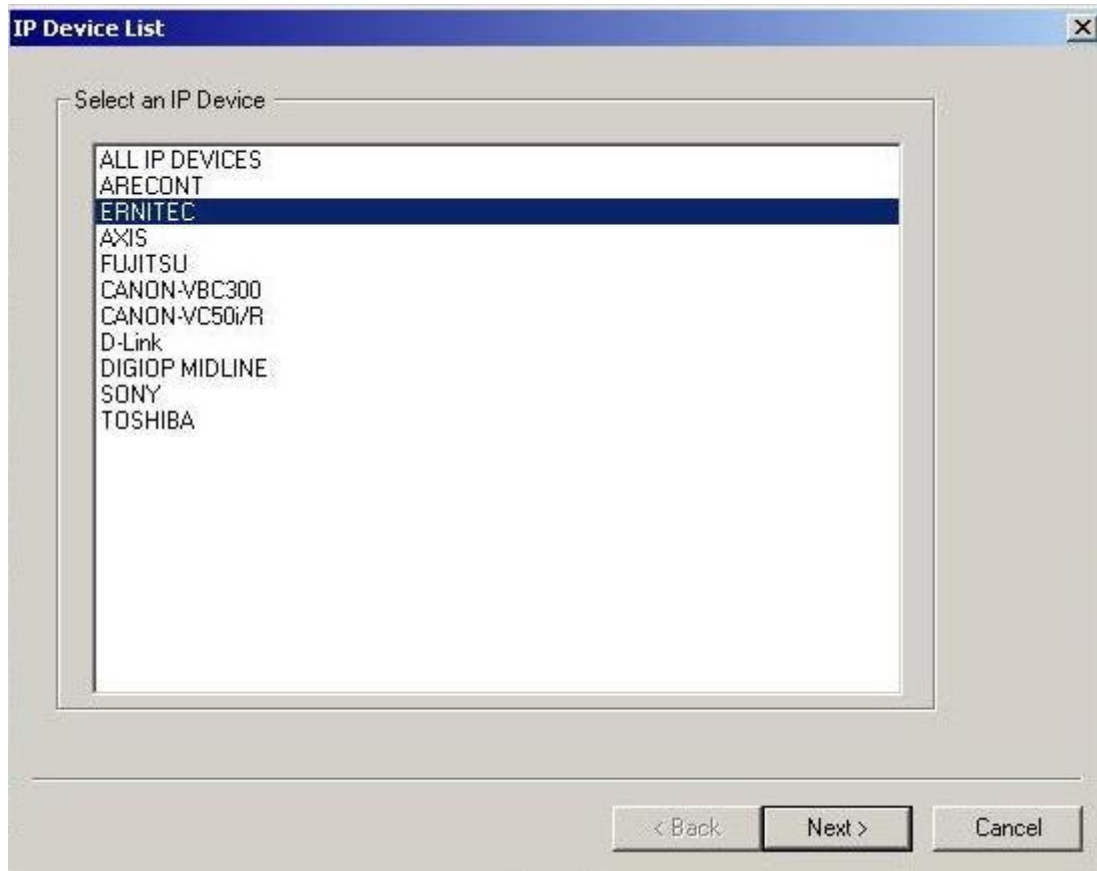 IP Device List
Select an IP Device
ALL IP DEVICES
ARECONT
ERNITEC
AXIS
FUJITSU
CANON-VBC300
CANON-VC50i/R
D-Link
DIGIOP MIDLINE
SONY
TOSHIBA
< Back
Next >
Cancel